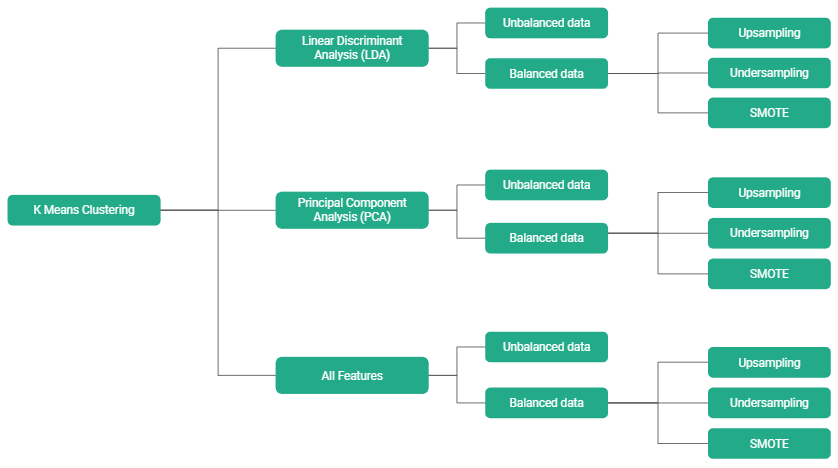 K Means Clustering
Linear Discriminant
Analysis (LDA)
Unbalanced data
Balanced data
Upsampling
Undersampling
SMOTE
Principal Component
Analysis (PCA)
Unbalanced data
Balanced data
Upsampling
Undersampling
SMOTE
All Features
Unbalanced data
Balanced data
Upsampling
Undersampling
SMOTE